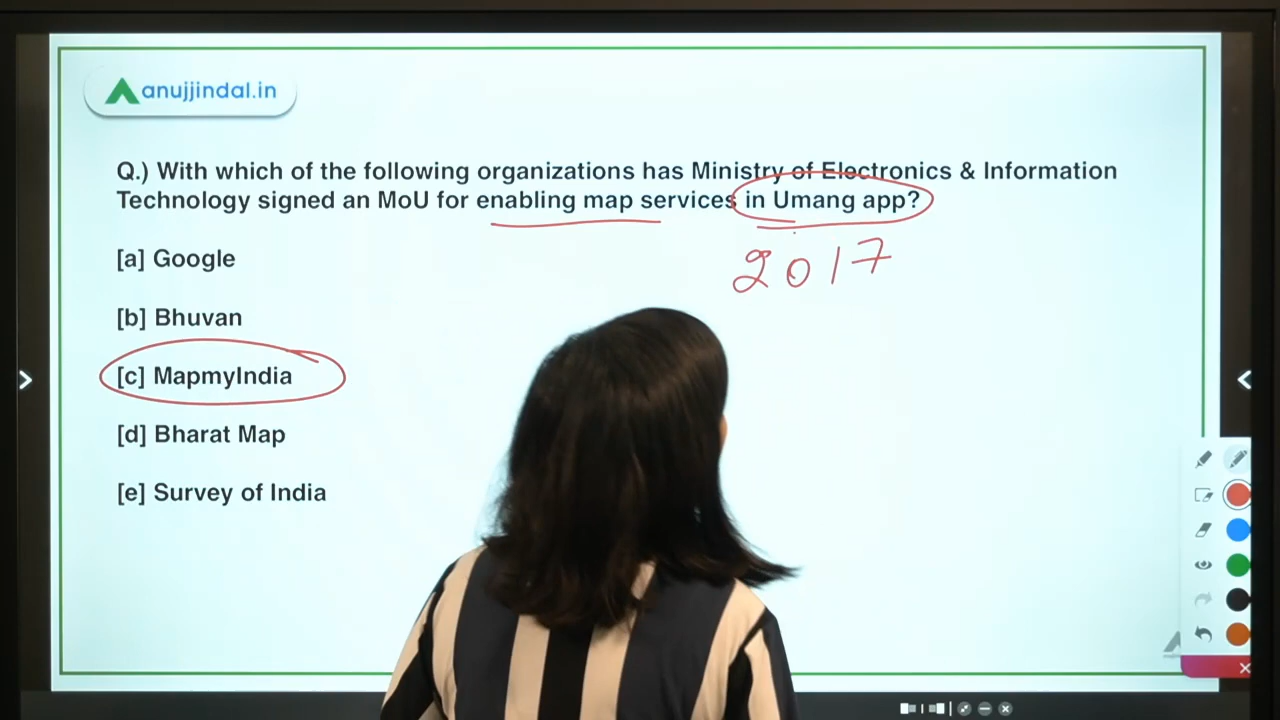 anujjindal.in
Q.) With which of the following organizations has Ministry of Electronics & Information
Technology signed an MoU for enabling map services in Umang app?
2017
[a] Google
[b] Bhuvan
[c] MapmyIndia
[d] Bharat Map
[e] Survey of India